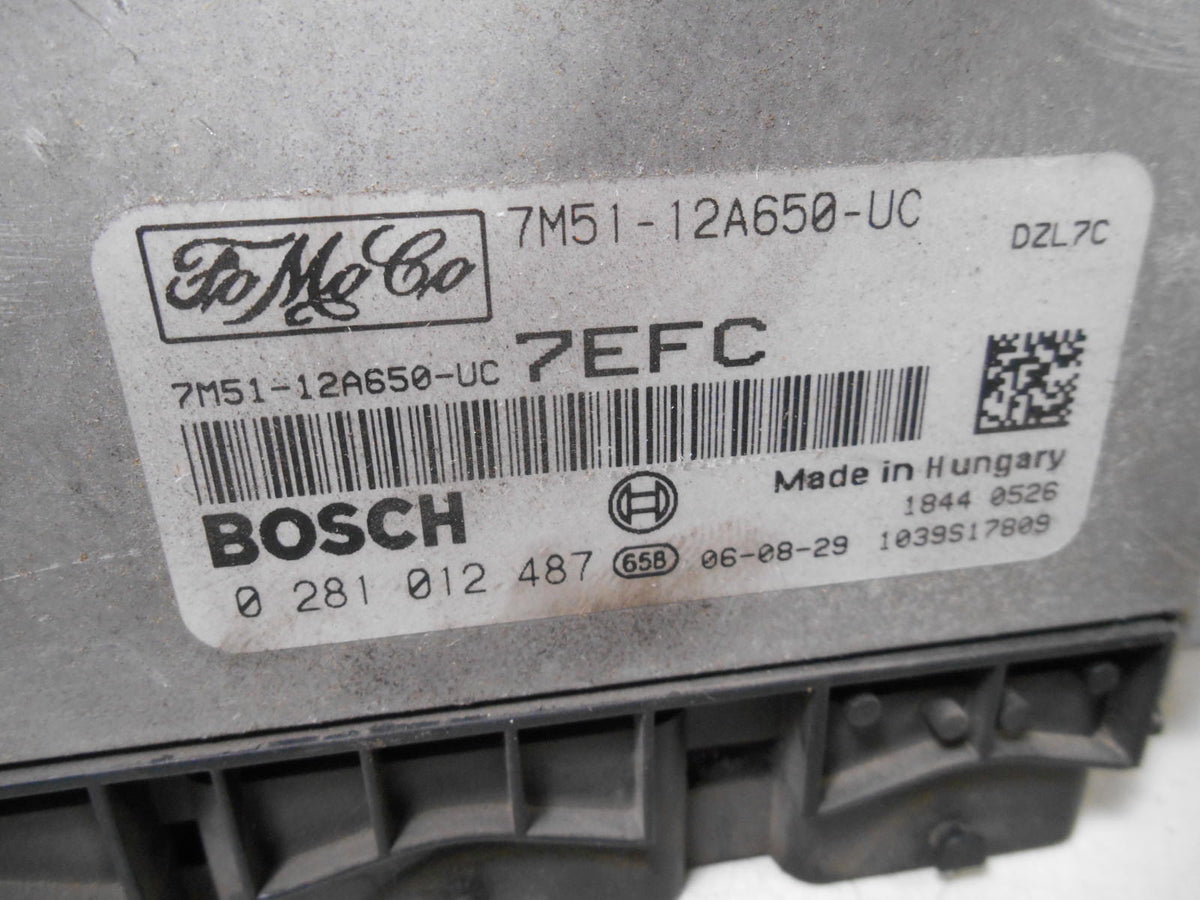 FoMoCo
7M51-12A650-UC
DZL7C
7M51-12A650-UC
7EFC
BOSCH
Made in Hungary
1844 0526
0 281 012 487
65B
06-08-29
1039S17809